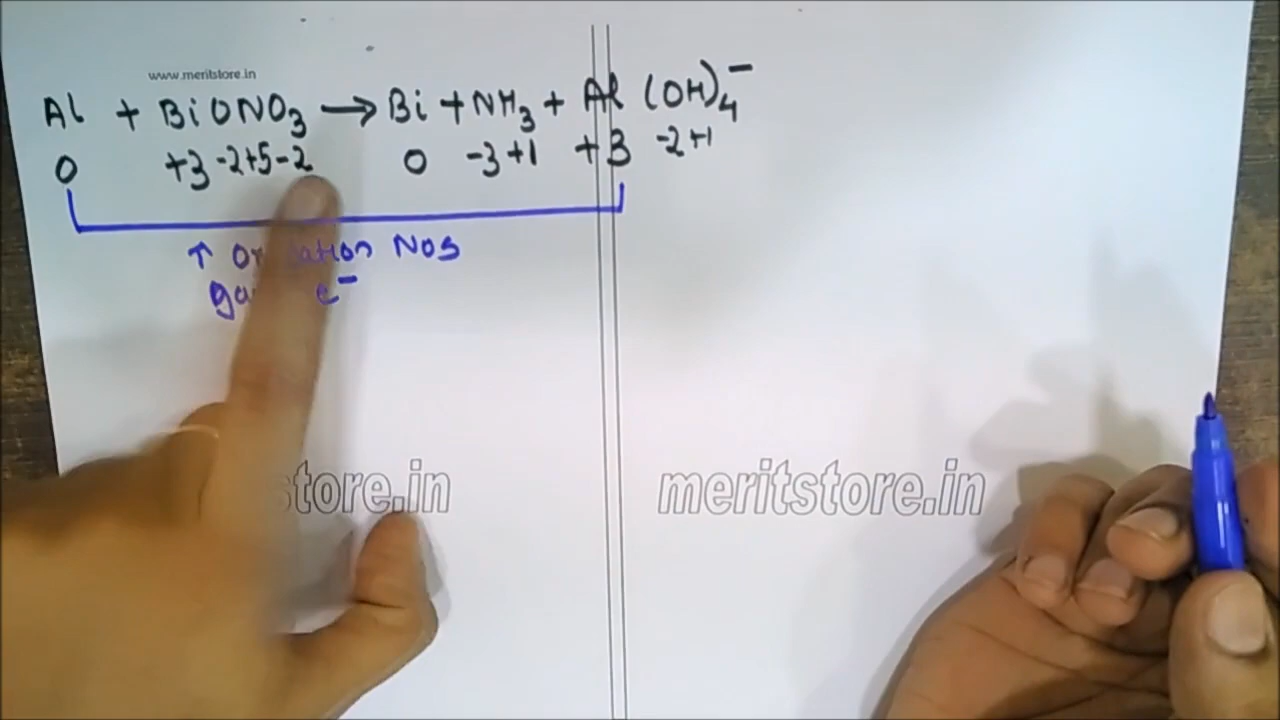 www.meritstore.in
Al + BiONO3 → Bi + NH3 + Al (OH)4−
0 +3 -2+5-2 0 -3+1 +3 -2+1
↑ Nos
e−
store.in meritstore.in